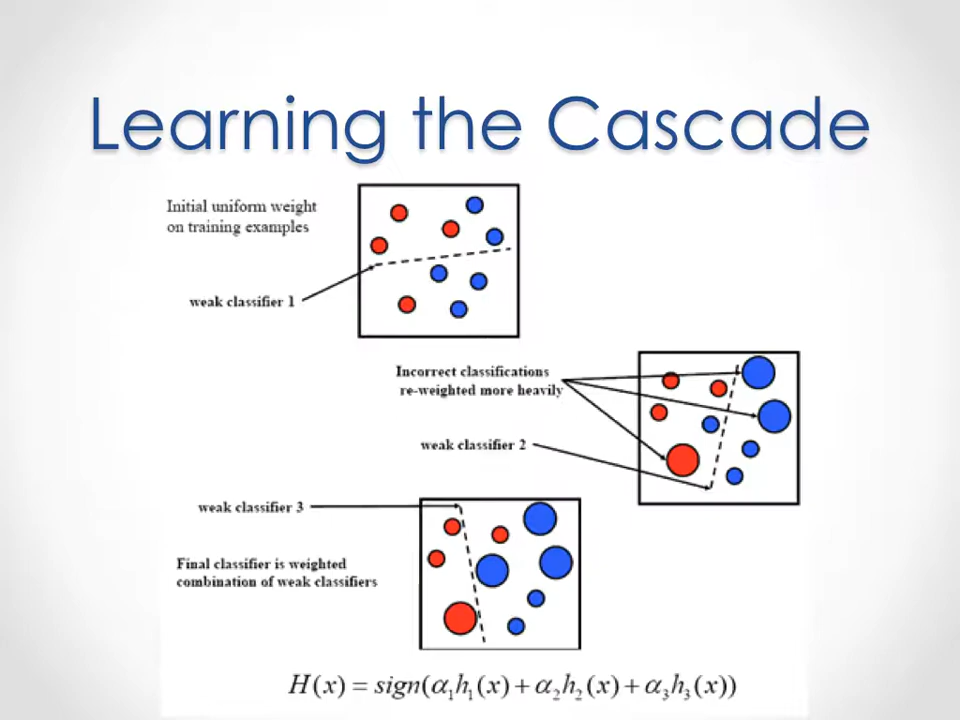 Learning the Cascade
Initial uniform weight
on training examples
weak classifier 1
Incorrect classifications
re-weighted more heavily
weak classifier 2
weak classifier 3
Final classifier is weighted
combination of weak classifiers
H(x) = sign(α₁h₁(x) + α₂h₂(x) + α₃h₃(x))